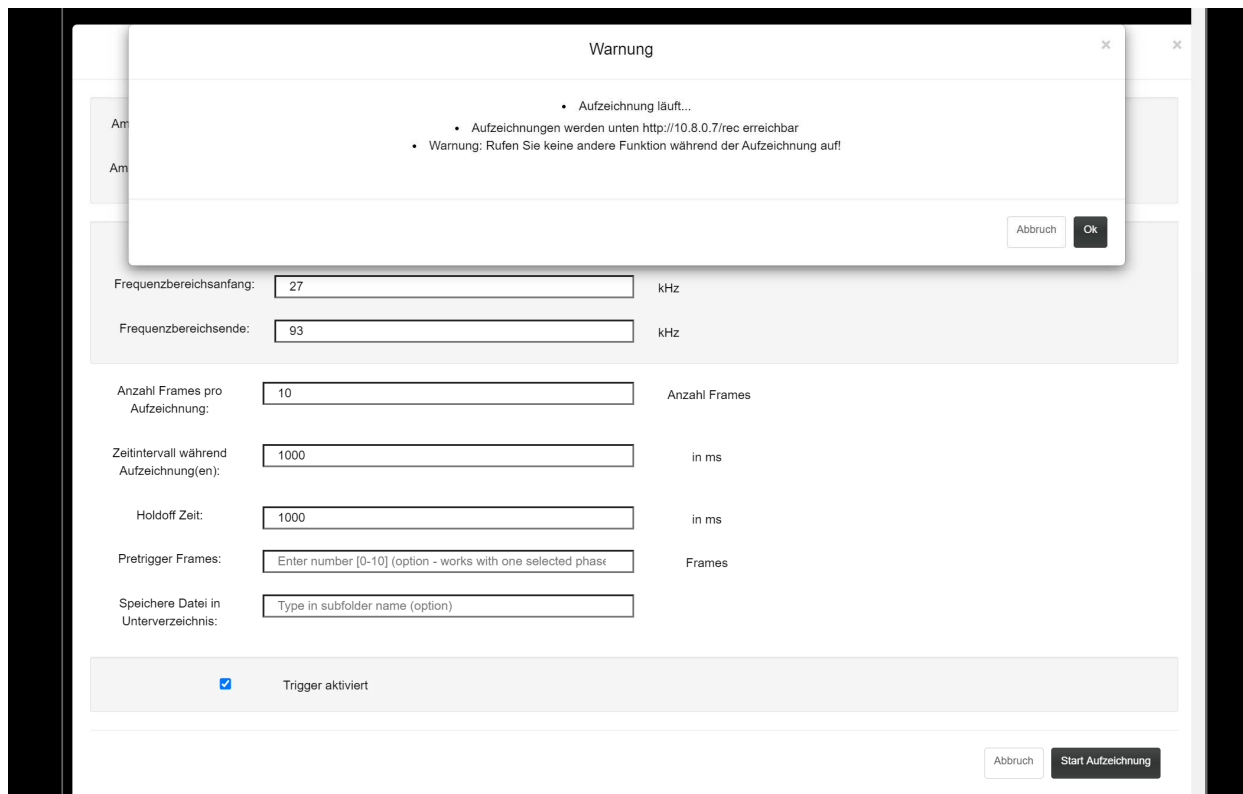 Warnung × ×
• Aufzeichnung läuft...
• Aufzeichnungen werden unten http://10.8.0.7/rec erreichbar
• Warnung: Rufen Sie keine andere Funktion während der Aufzeichnung auf!
Am
Am
Abbruch Ok
Frequenzbereichsanfang: 27 kHz
Frequenzbereichsende: 93 kHz
Anzahl Frames pro
Aufzeichnung: 10 Anzahl Frames
Zeitintervall während
Aufzeichnung(en): 1000 in ms
Holdoff Zeit: 1000 in ms
Pretrigger Frames: Enter number [0-10] (option - works with one selected phase Frames
Speichere Datei in
Unterverzeichnis: Type in subfolder name (option)
Trigger aktiviert
Abbruch Start Aufzeichnung